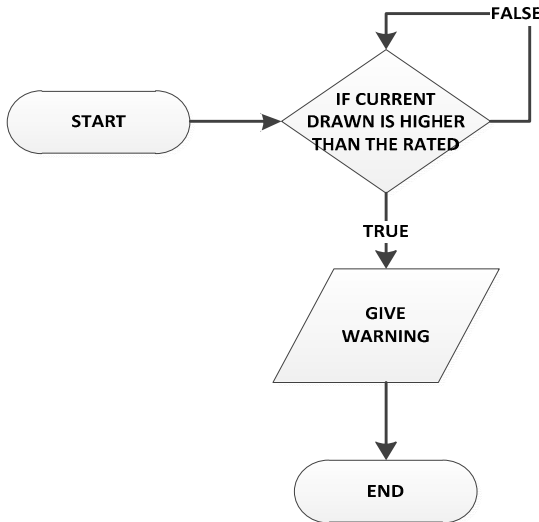 FALSE
IF CURRENT
DRAWN IS HIGHER
THAN THE RATED
START
TRUE
GIVE
WARNING
END